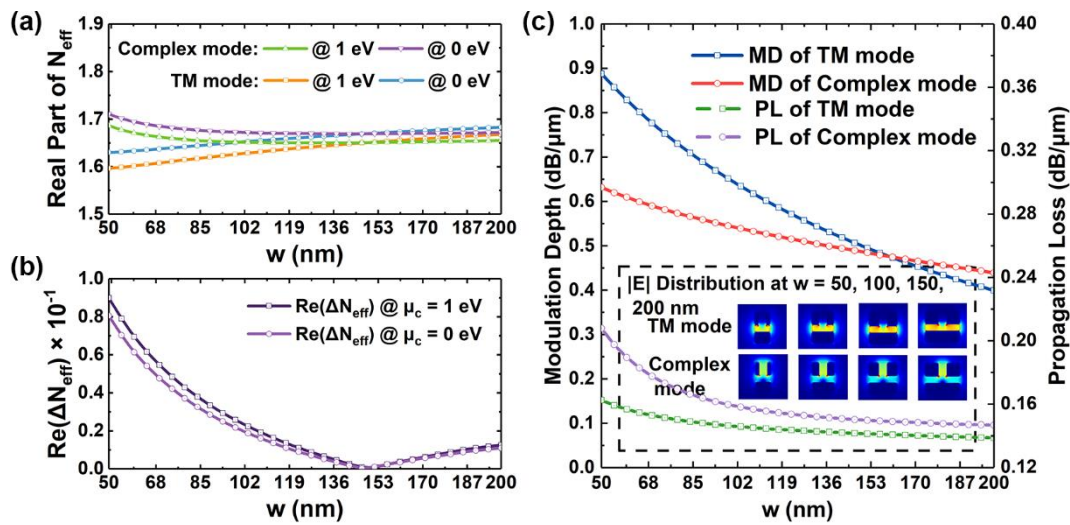 (a)
Real Part of N_eff
1.9
1.8
1.7
1.6
1.5
Complex mode: @ 1 eV @ 0 eV
TM mode: @ 1 eV @ 0 eV
50 68 85 102 119 136 153 170 187 200
w (nm)
(b)
Re(ΔN_eff) × 10⁻¹
1.0
0.8
0.6
0.4
0.2
0.0
Re(ΔN_eff) @ μ_c = 1 eV
Re(ΔN_eff) @ μ_c = 0 eV
50 68 85 102 119 136 153 170 187 200
w (nm)
(c)
Modulation Depth (dB/μm)
1.0
0.9
0.8
0.7
0.6
0.5
0.4
0.3
0.2
0.1
0.0
MD of TM mode
MD of Complex mode
PL of TM mode
PL of Complex mode
|E| Distribution at w = 50, 100, 150,
200 nm
TM mode
Complex
mode
50 68 85 102 119 136 153 170 187 200
w (nm)
0.40
0.36
0.32
0.28
0.24
0.20
0.16
0.12
Propagation Loss (dB/μm)